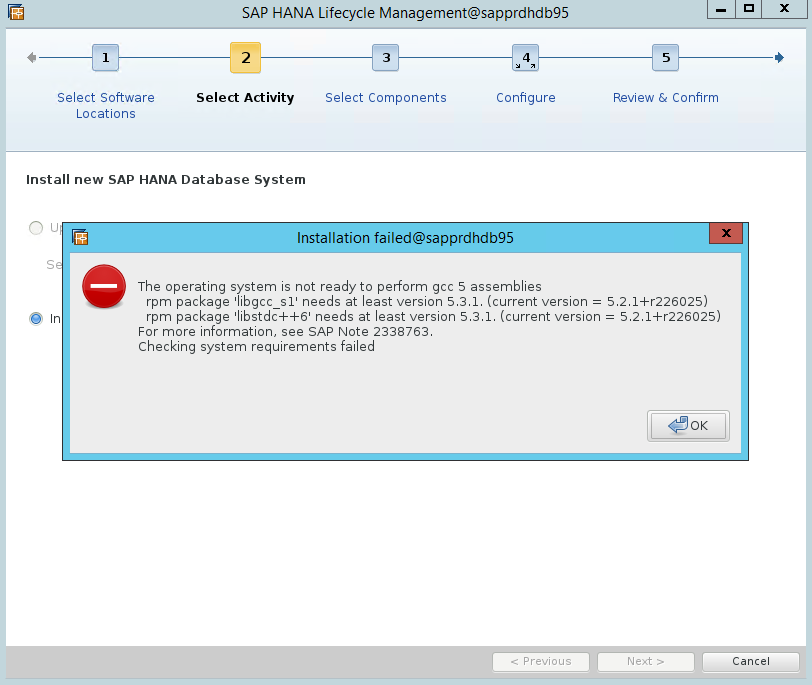 SAP HANA Lifecycle Management@sapprdhdb95
1
2
3
4
5
Select Software
Locations
Select Activity
Select Components
Configure
Review & Confirm
Install new SAP HANA Database System
Installation failed@sapprdhdb95
The operating system is not ready to perform gcc 5 assemblies
rpm package 'libgcc_s1' needs at least version 5.3.1. (current version = 5.2.1+r226025)
rpm package 'libstdc++6' needs at least version 5.3.1. (current version = 5.2.1+r226025)
For more information, see SAP Note 2338763.
Checking system requirements failed
OK
< Previous
Next >
Cancel